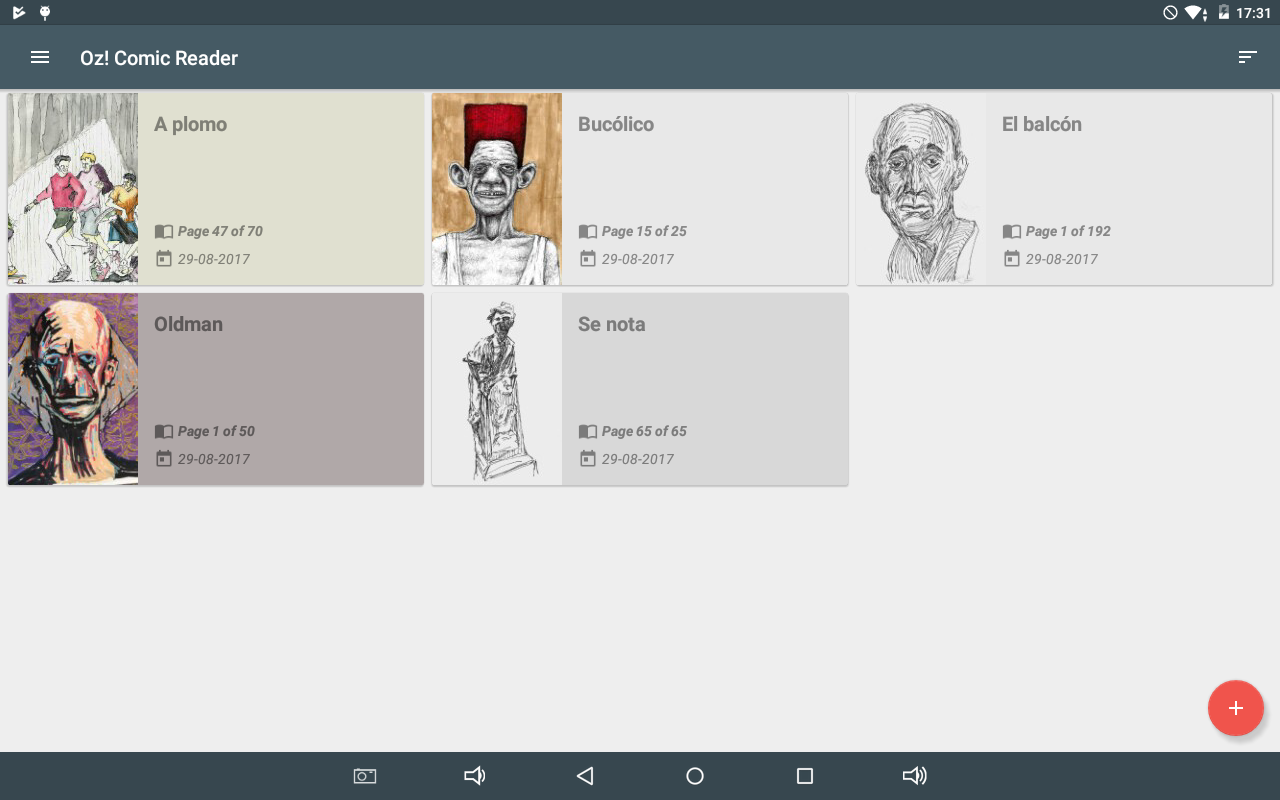 17:31
Oz! Comic Reader
A plomo
Page 47 of 70
29-08-2017
Bucólico
Page 15 of 25
29-08-2017
El balcón
Page 1 of 192
29-08-2017
Oldman
Page 1 of 50
29-08-2017
Se nota
Page 65 of 65
29-08-2017